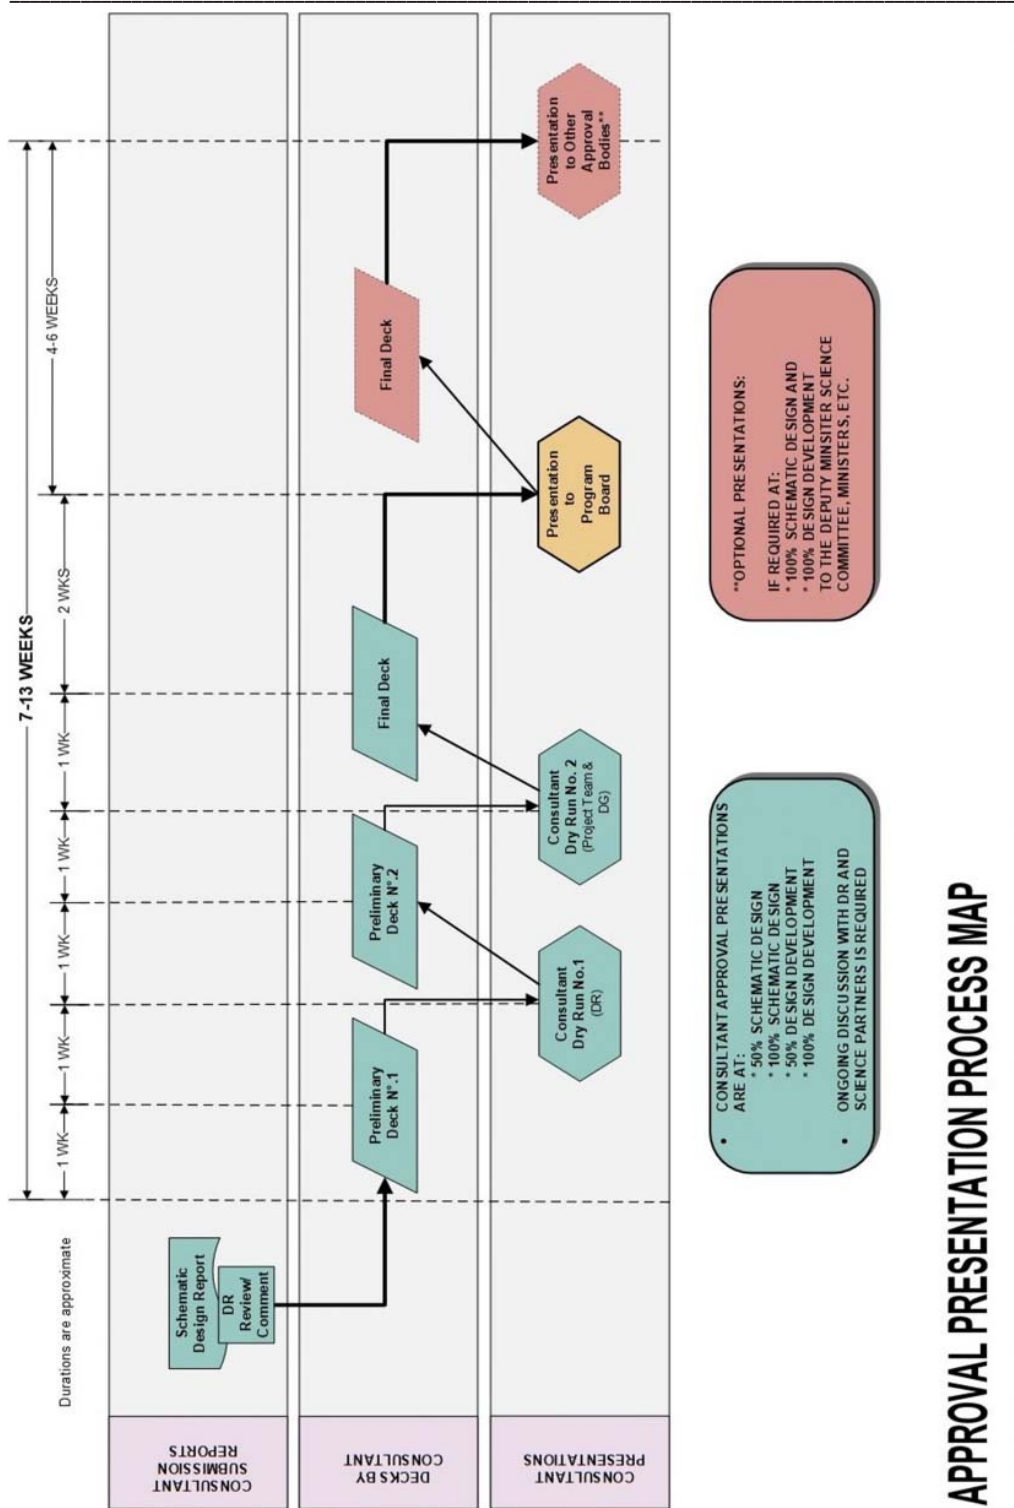 7-13 WEEKS
1 WK
1 WK
1 WK
1 WK
1 WK
2 WKS
4-6 WEEKS
Durations are approximate
CONSULTANT
SUBMISSION
REPORTS
Schematic
Design Report
DR
Review/
Comment
DECKS BY
CONSULTANT
Preliminary
Deck Nº.1
Preliminary
Deck Nº.2
Final Deck
Final Deck
CONSULTANT
PRESENTATIONS
Consultant
Dry Run No.1
(DR)
Consultant
Dry Run No. 2
(Project Team &
DG)
Presentation
to
Program
Board
Presentation
to Other
Approval
Bodies**
• CONSULTANT APPROVAL PRESENTATIONS
ARE AT:
* 50% SCHEMATIC DESIGN
* 100% SCHEMATIC DESIGN
* 50% DESIGN DEVELOPMENT
* 100% DESIGN DEVELOPMENT
• ONGOING DISCUSSION WITH DR AND
SCIENCE PARTNERS IS REQUIRED
**OPTIONAL PRESENTATIONS:
IF REQUIRED AT:
* 100% SCHEMATIC DESIGN AND
* 100% DESIGN DEVELOPMENT
TO THE DEPUTY MINSITER SCIENCE
COMMITTEE, MINISTERS, ETC.
APPROVAL PRESENTATION PROCESS MAP